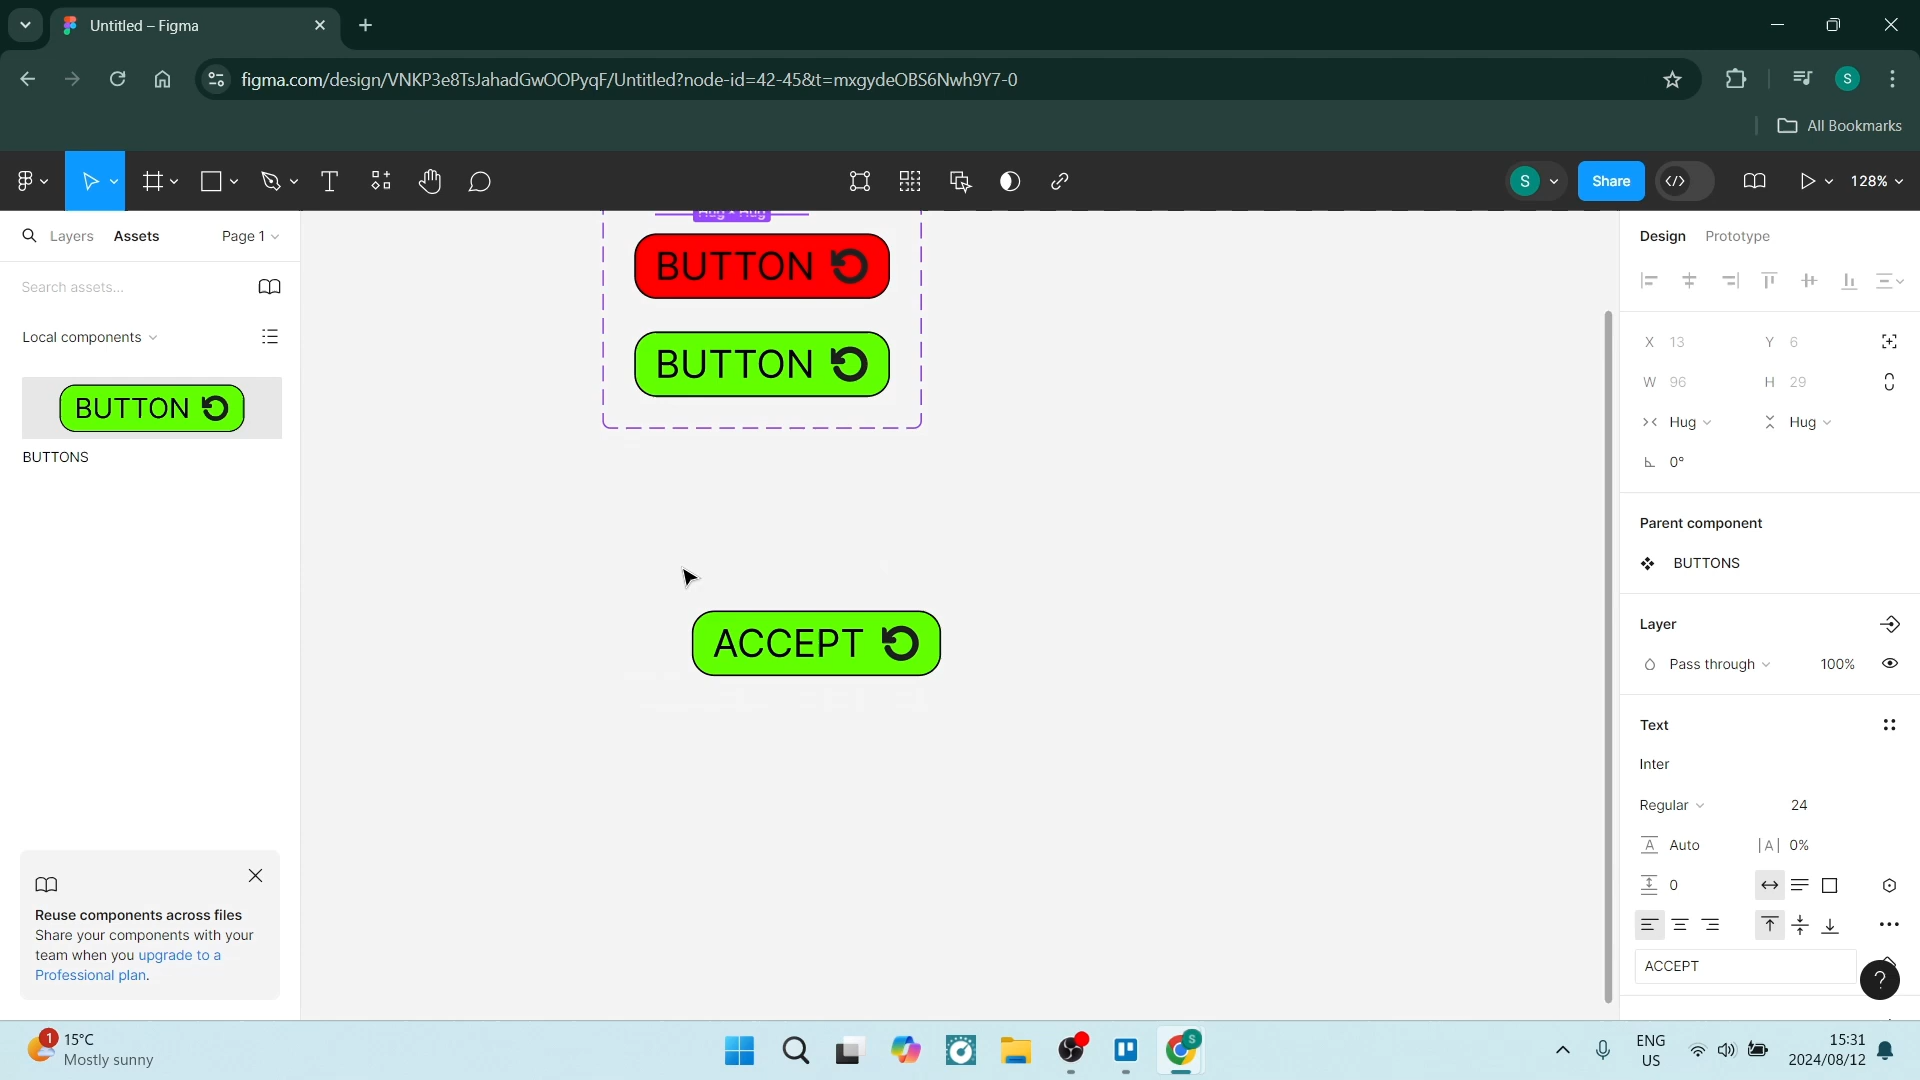 Untitled – Figma
figma.com/design/VNKP3e8TsJahadGwOOPyqF/Untitled?node-id=42-45&t=mxgydeOBS6Nwh9Y7-0
S
All Bookmarks
S
Share
128%
Layers
Assets
Page 1
Search assets...
Local components
BUTTON
BUTTONS
Reuse components across files
Share your components with your
team when you upgrade to a
Professional plan.
Hug × Hug
BUTTON
BUTTON
ACCEPT
Design
Prototype
X 13
Y 6
W 96
H 29
Hug
Hug
0°
Parent component
BUTTONS
Layer
Pass through
100%
Text
Inter
Regular
24
Auto
|A| 0%
0
ACCEPT
?
1
15°C
Mostly sunny
S
ENG
US
15:31
2024/08/12